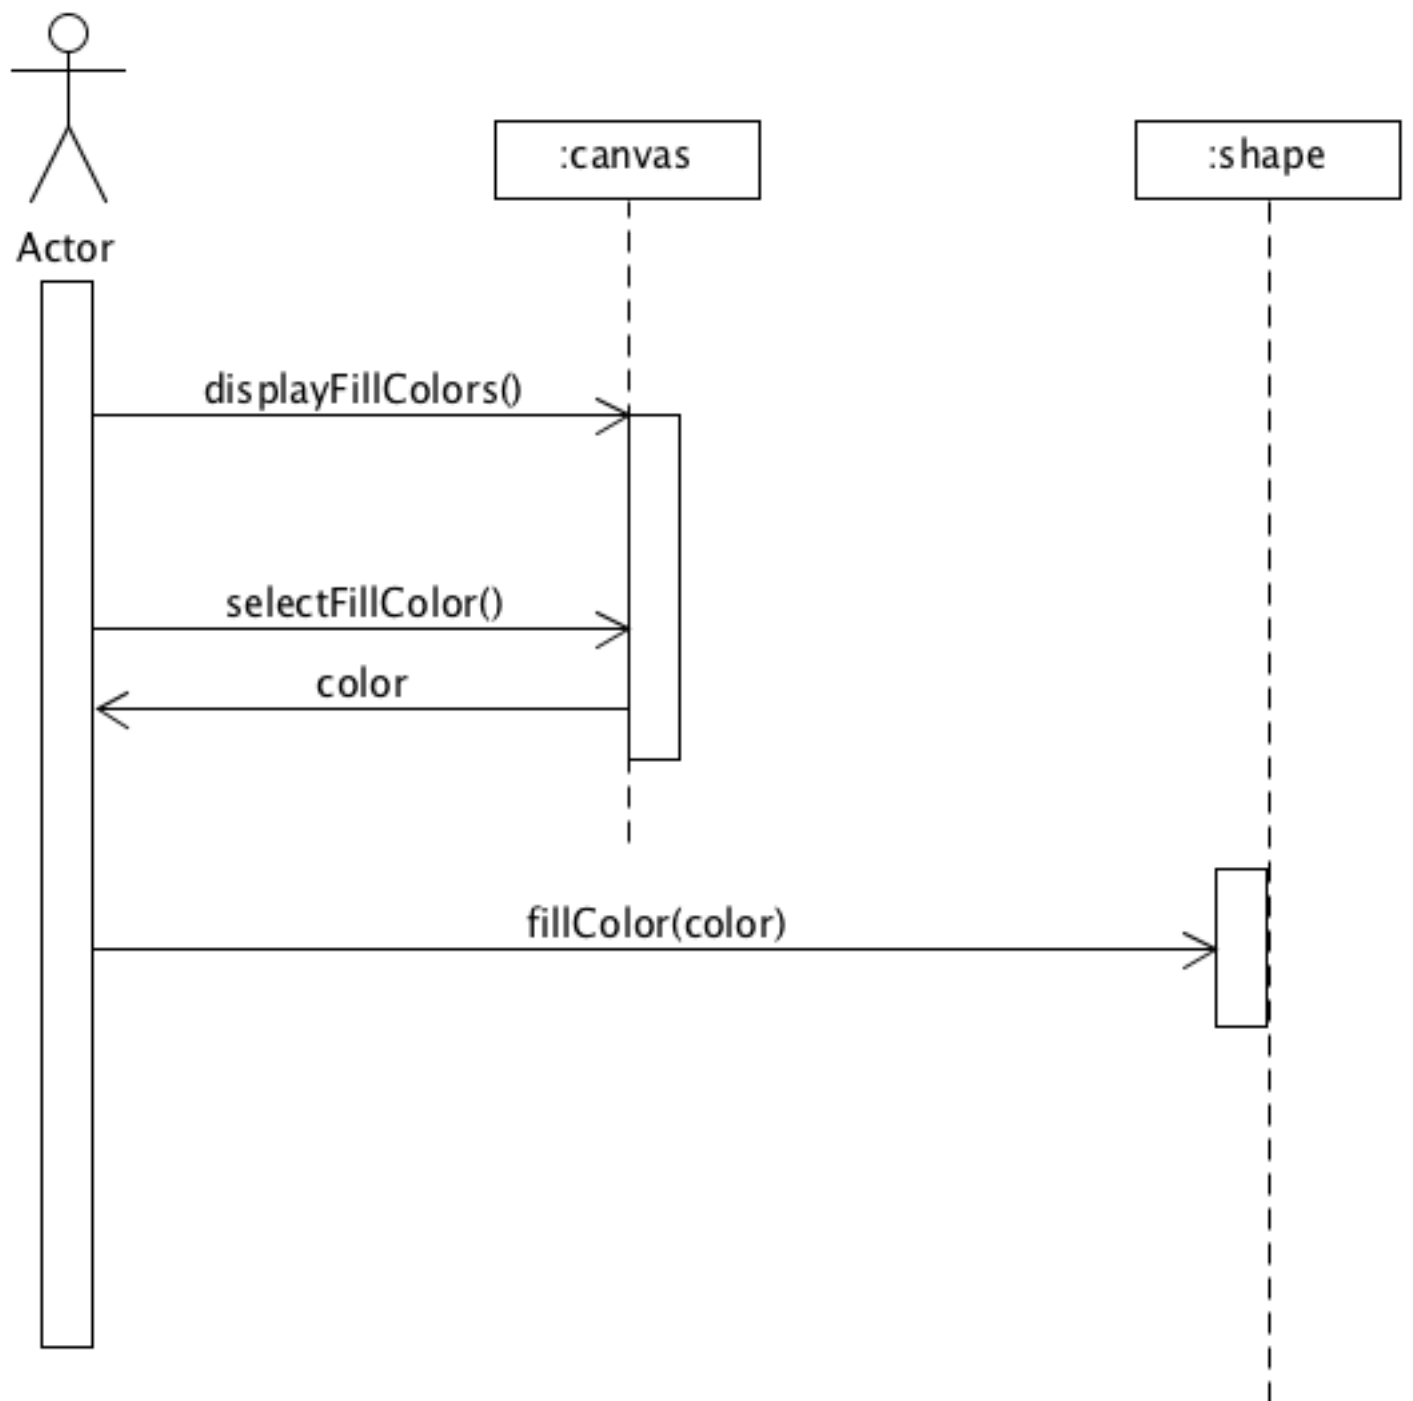 :canvas
:shape
Actor
displayFillColors()
selectFillColor()
color
fillColor(color)